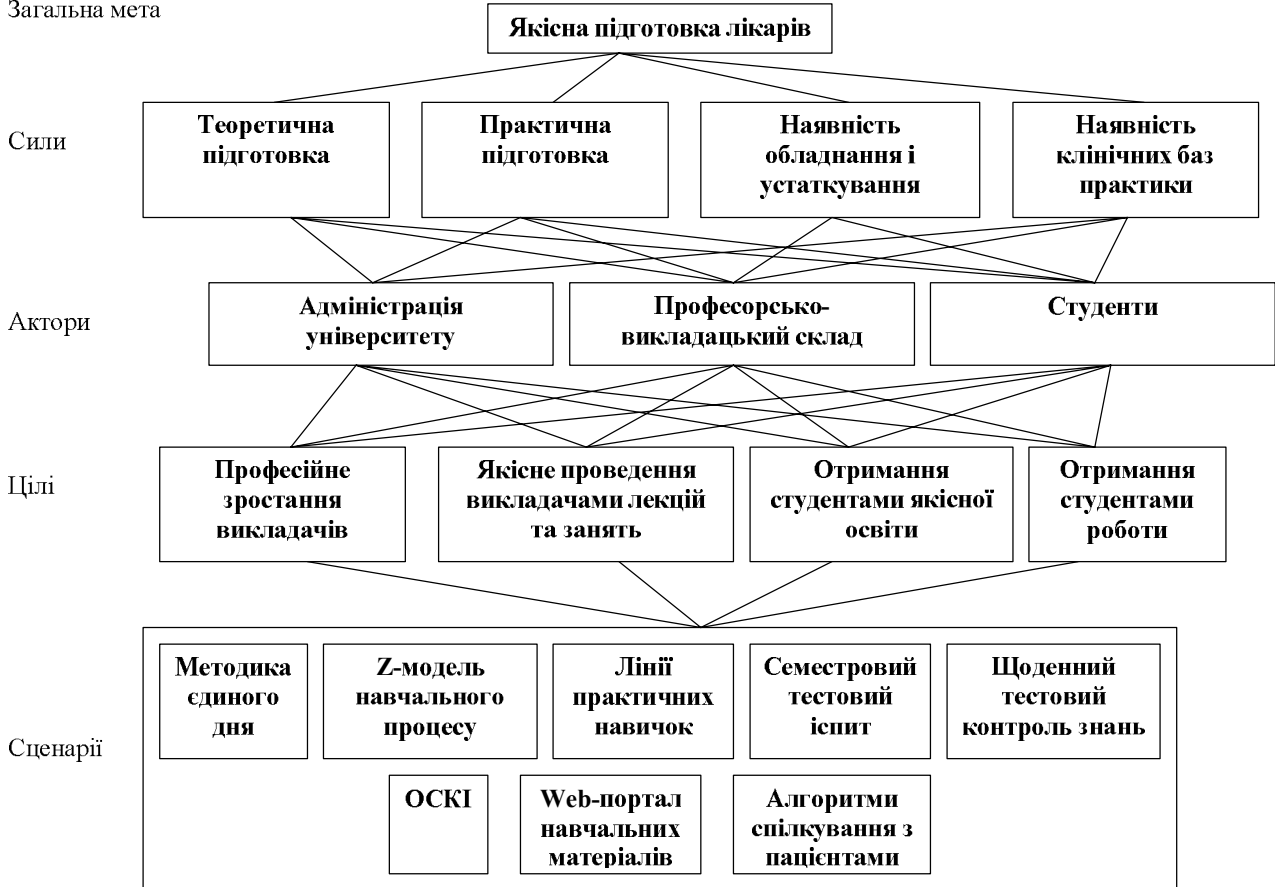 Загальна мета
Якісна підготовка лікарів
Сили
Теоретична
підготовка
Практична
підготовка
Наявність
обладнання і
устаткування
Наявність
клінічних баз
практики
Актори
Адміністрація
університету
Професорсько-
викладацький склад
Студенти
Цілі
Професійне
зростання
викладачів
Якісне проведення
викладачами лекцій
та занять
Отримання
студентами якісної
освіти
Отримання
студентами
роботи
Сценарії
Методика
єдиного
дня
Z-модель
навчального
процесу
Лінії
практичних
навичок
Семестровий
тестовий
іспит
Щоденний
тестовий
контроль знань
ОСКІ
Web-портал
навчальних
матеріалів
Алгоритми
спілкування з
пацієнтами